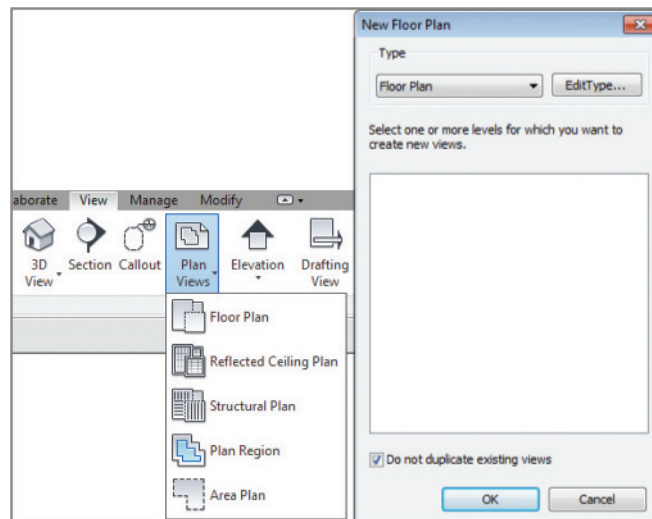 aborate View Manage Modify
3D View
Section
Callout
Plan Views
Elevation
Drafting View
Floor Plan
Reflected Ceiling Plan
Structural Plan
Plan Region
Area Plan
New Floor Plan
Type
Floor Plan
EditType...
Select one or more levels for which you want to
create new views.
Do not duplicate existing views
OK
Cancel